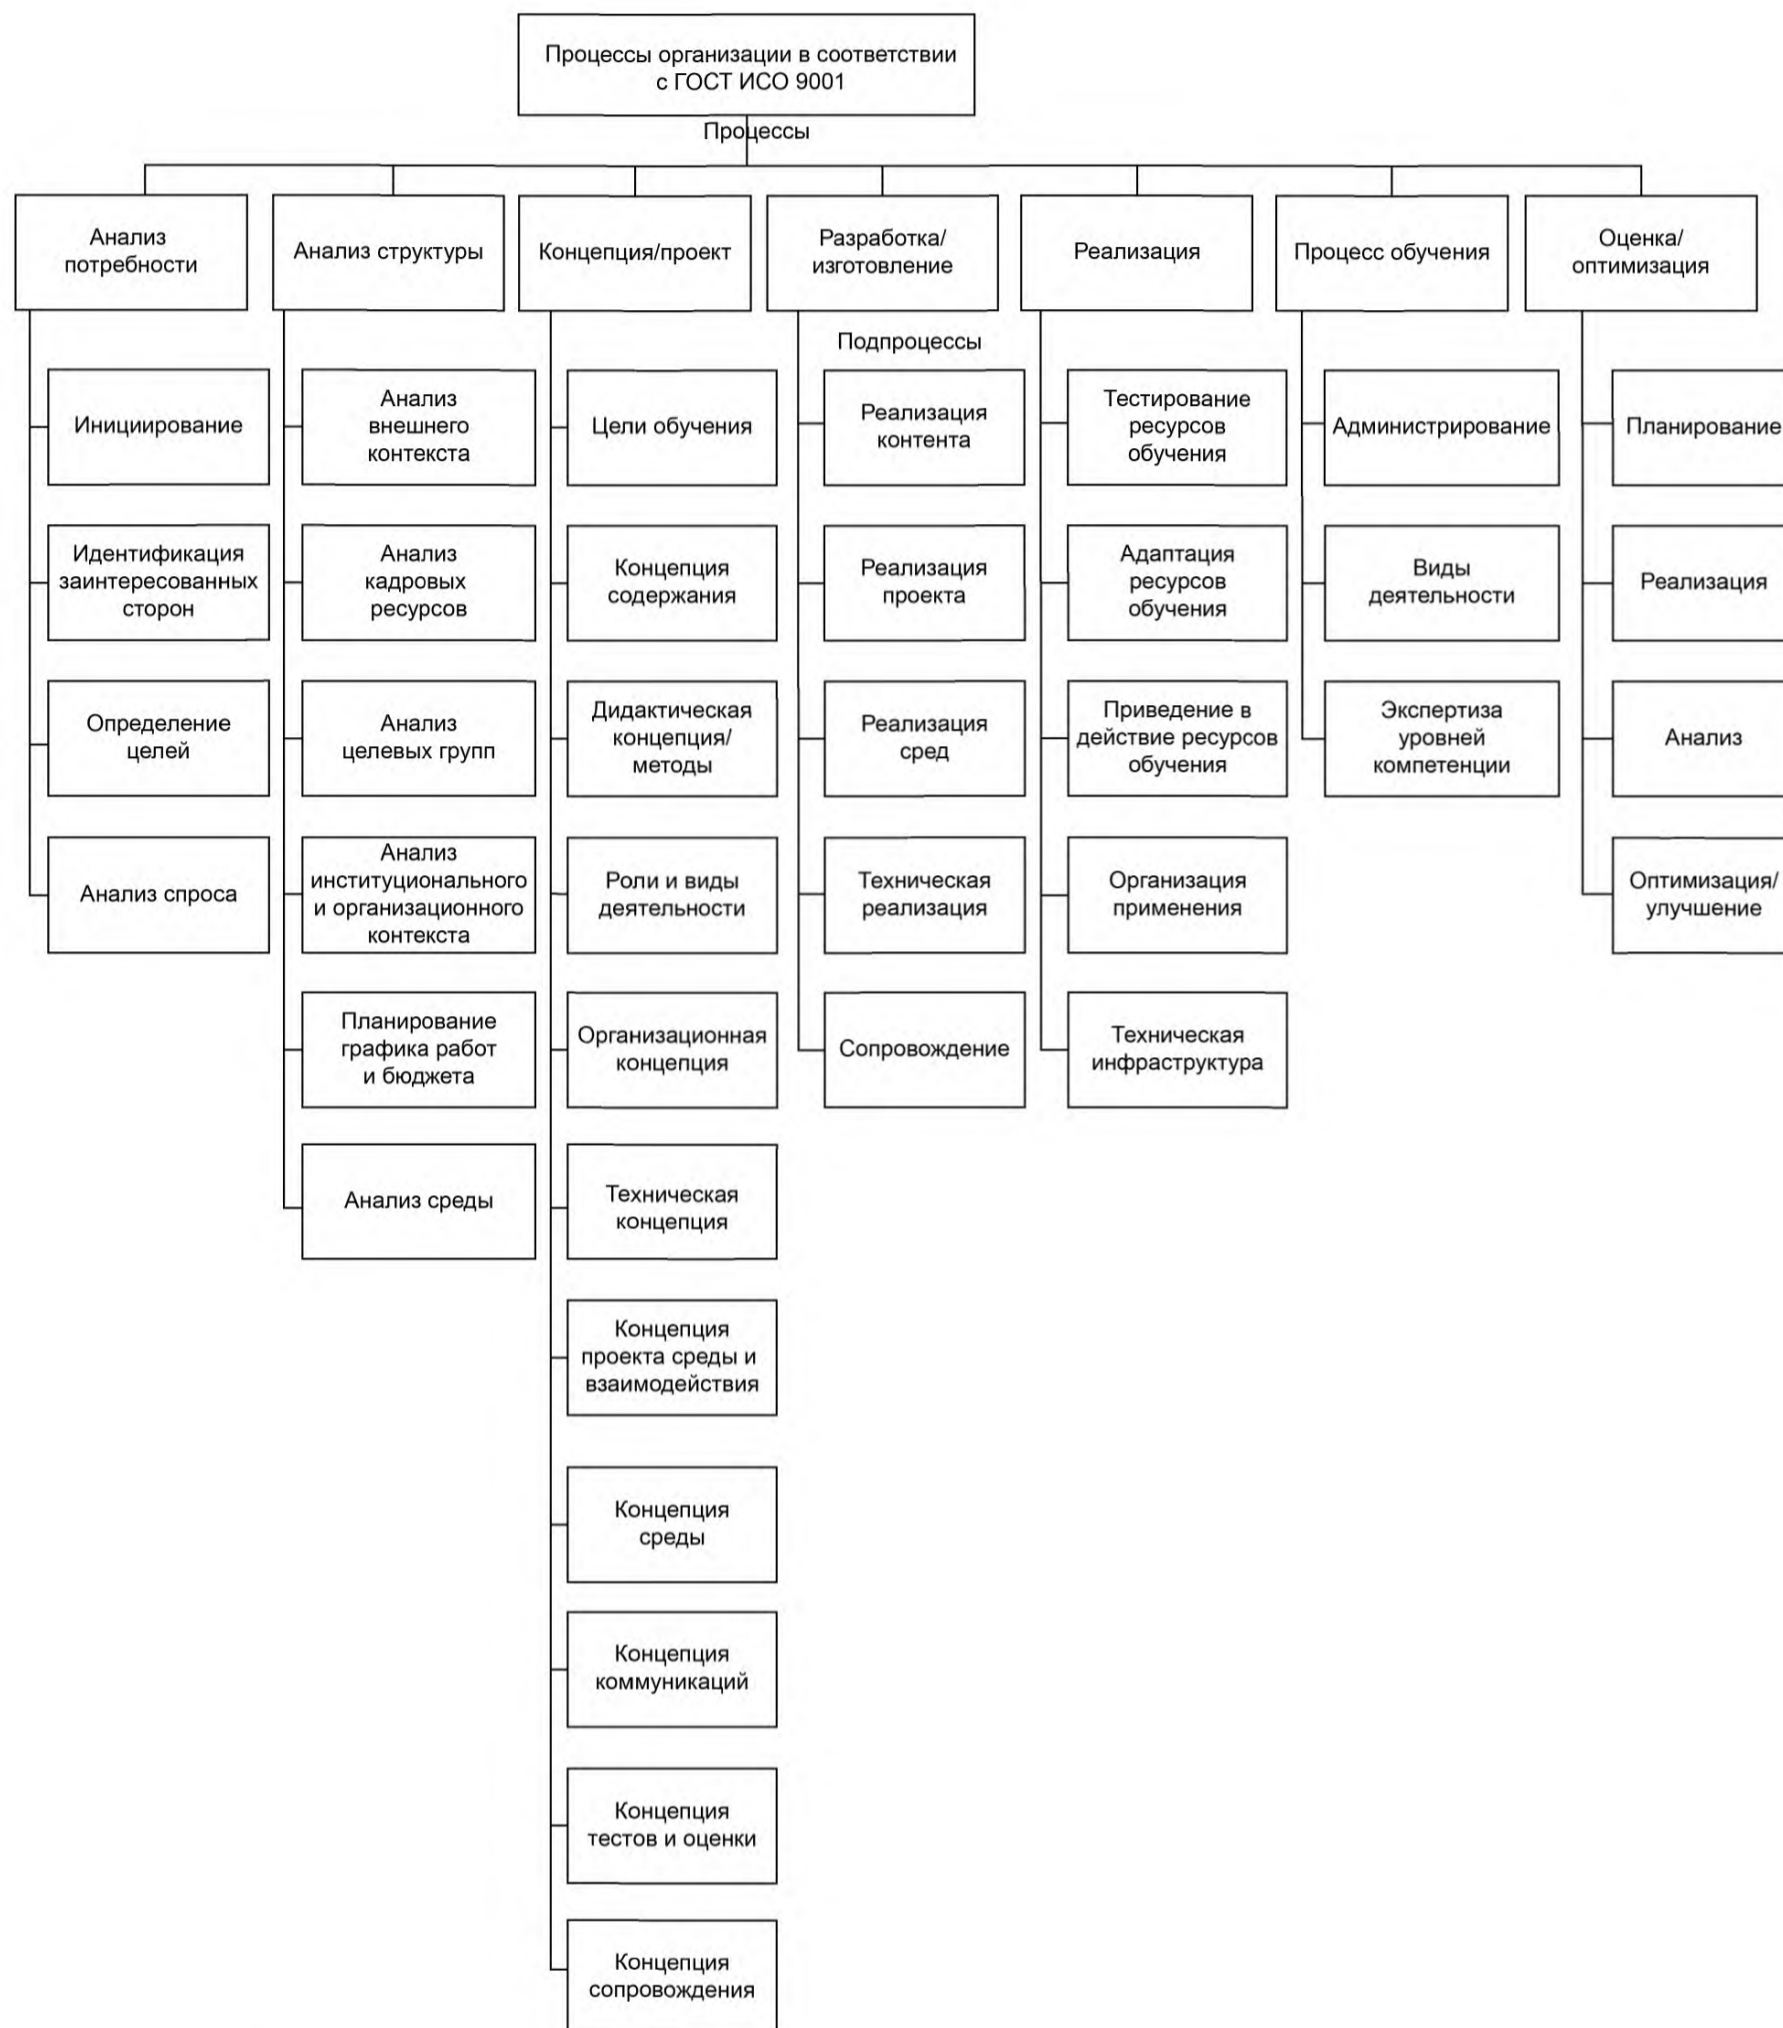 Процессы организации в соответствии
с ГОСТ ИСО 9001
Процессы
Анализ
потребности
Анализ структуры
Концепция/проект
Разработка/
изготовление
Реализация
Процесс обучения
Оценка/
оптимизация
Подпроцессы
Инициирование
Идентификация
заинтересованных
сторон
Определение
целей
Анализ спроса
Анализ
внешнего
контекста
Анализ
кадровых
ресурсов
Анализ
целевых групп
Анализ
институционального
и организационного
контекста
Планирование
графика работ
и бюджета
Анализ среды
Цели обучения
Концепция
содержания
Дидактическая
концепция/
методы
Роли и виды
деятельности
Организационная
концепция
Техническая
концепция
Концепция
проекта среды и
взаимодействия
Концепция
среды
Концепция
коммуникаций
Концепция
тестов и оценки
Концепция
сопровождения
Реализация
контента
Реализация
проекта
Реализация
сред
Техническая
реализация
Сопровождение
Тестирование
ресурсов
обучения
Адаптация
ресурсов
обучения
Приведение в
действие ресурсов
обучения
Организация
применения
Техническая
инфраструктура
Администрирование
Виды
деятельности
Экспертиза
уровней
компетенции
Планирование
Реализация
Анализ
Оптимизация/
улучшение